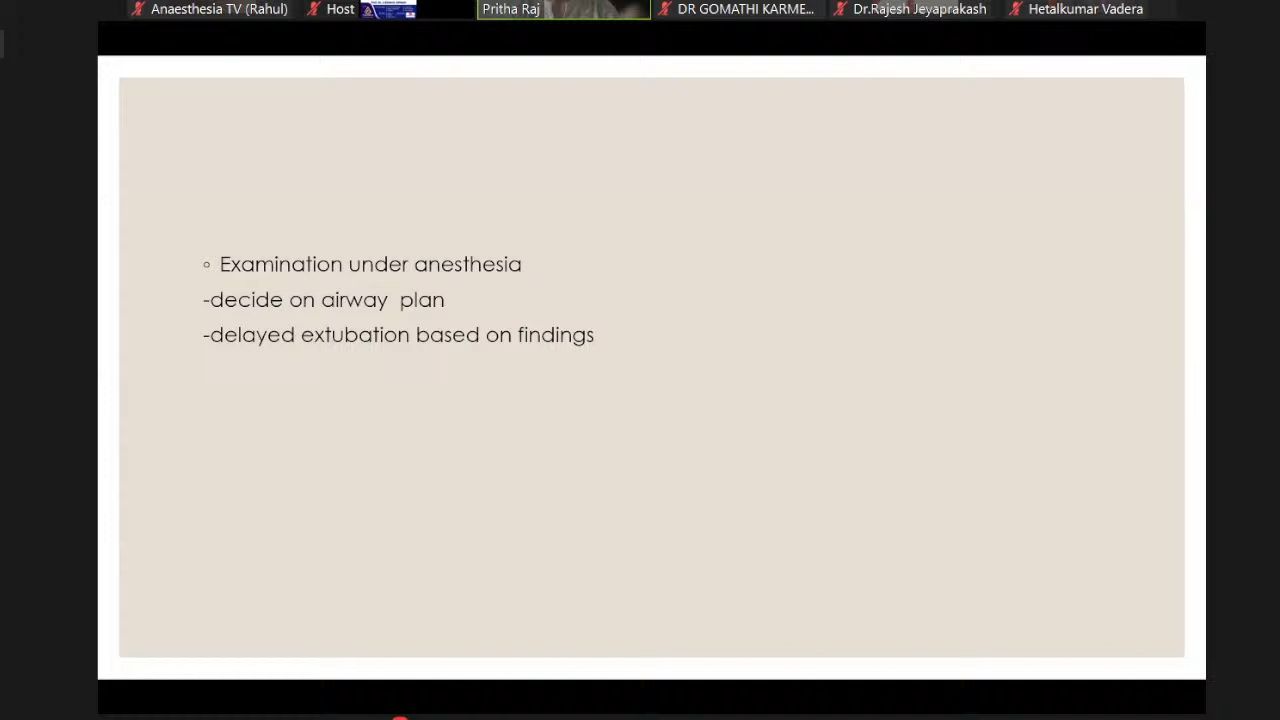 Anaesthesia TV (Rahul) Host Pritha Raj DR GOMATHI KARME... Dr.Rajesh Jeyaprakash Hetalkumar Vadera
◦ Examination under anesthesia
-decide on airway  plan
-delayed extubation based on findings